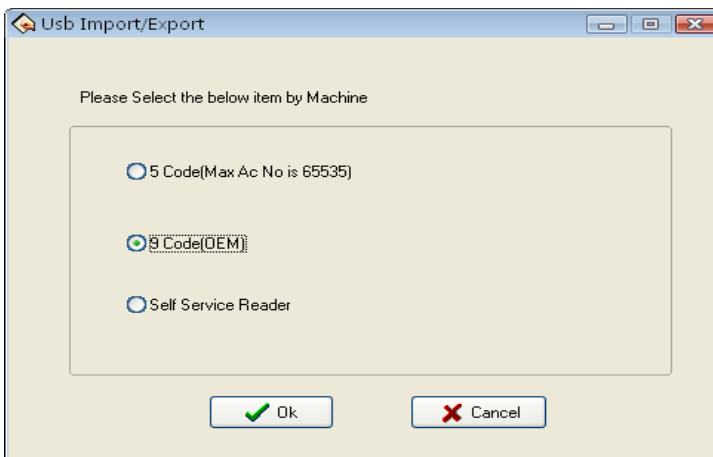 Usb Import/Export
Please Select the below item by Machine
5 Code(Max Ac No is 65535)
9 Code(OEM)
Self Service Reader
Ok
Cancel